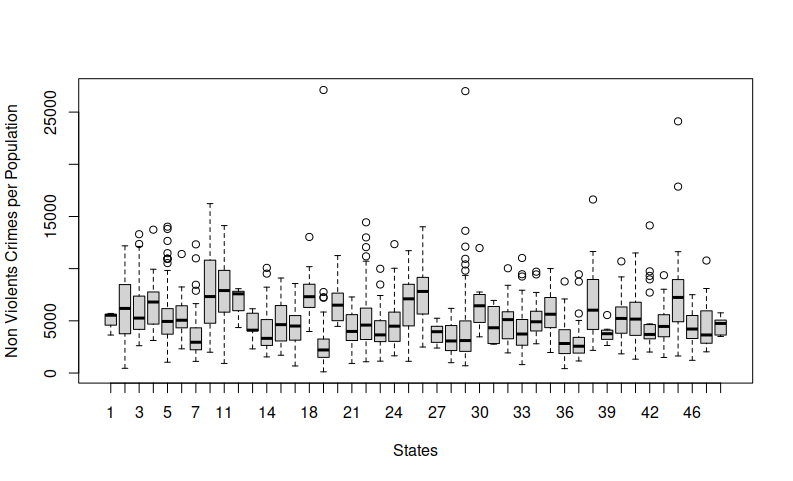 Non Violents Crimes per Population
0 5000 15000 25000
1 3 5 7 11 14 18 21 24 27 30 33 36 39 42 46
States